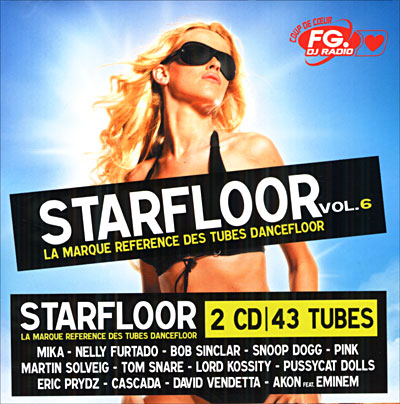 COUP DE CŒUR
FG.
DJ RADIO
STARFLOOR VOL.6
LA MARQUE REFERENCE DES TUBES DANCEFLOOR
STARFLOOR
LA MARQUE REFERENCE DES TUBES DANCEFLOOR
2 CD|43 TUBES
MIKA - NELLY FURTADO - BOB SINCLAR - SNOOP DOGG - PINK
MARTIN SOLVEIG - TOM SNARE - LORD KOSSITY - PUSSYCAT DOLLS
ERIC PRYDZ - CASCADA - DAVID VENDETTA - AKON FEAT. EMINEM